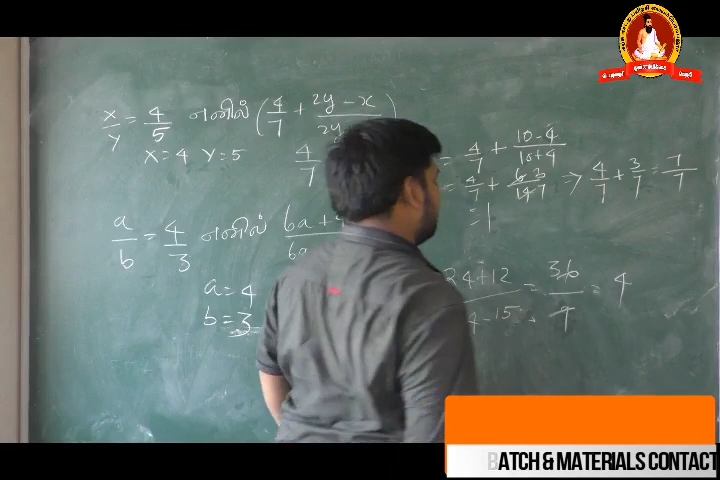 x/y = 4/5 எனில் (4/7 + 2y - x / 2y
x = 4 y = 5
4/7
= 4/7 + 10-4/10+4
= 4/7 + 6 3/14 7 => 4/7 + 3/7 = 7/7
= 1
a/b = 4/3 எனில் 6a +
a = 4
b = 3
24+12 / -15 = 36/9 = 4
BATCH & MATERIALS CONTACT